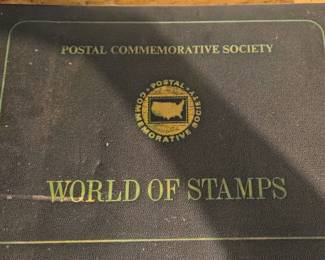 POSTAL COMMEMORATIVE SOCIETY
POSTAL
COMMEMORATIVE SOCIETY
WORLD OF STAMPS